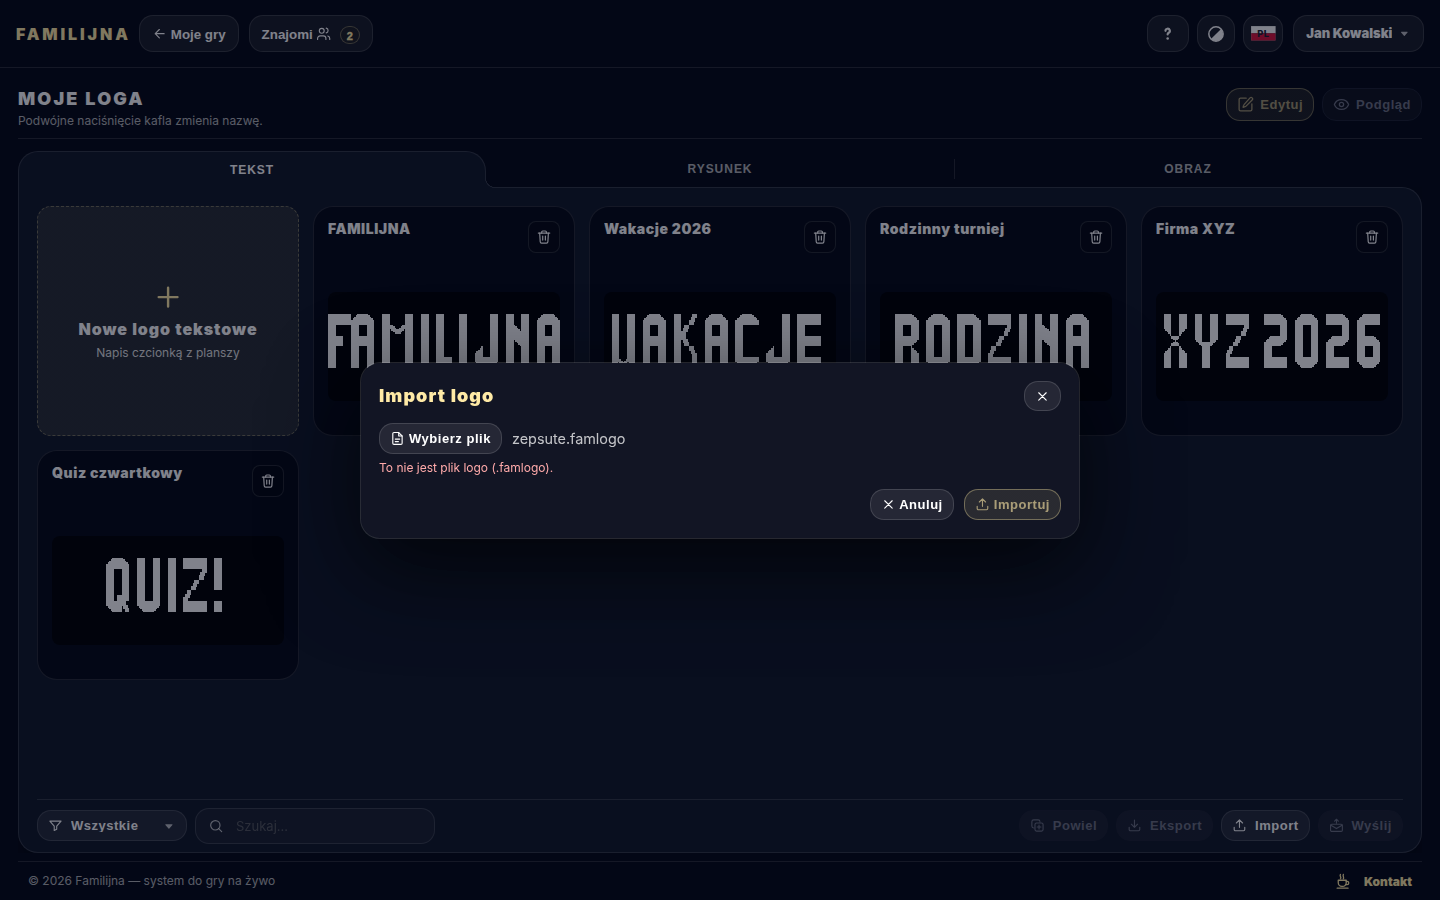 FAMILIJNA
Moje gry
Znajomi
2
?
PL
Jan Kowalski
MOJE LOGA
Podwójne naciśnięcie kafla zmienia nazwę.
Edytuj
Podgląd
TEKST
RYSUNEK
OBRAZ
Nowe logo tekstowe
Napis czcionką z planszy
FAMILIJNA
FAMILIJNA
Wakacje 2026
WAKACJE
Rodzinny turniej
RODZINA
Firma XYZ
XYZ 2026
Import logo
Wybierz plik
zepsute.famlogo
To nie jest plik logo (.famlogo).
Anuluj
Importuj
Quiz czwartkowy
QUIZ!
Wszystkie
Szukaj...
Powiel
Eksport
Import
Wyślij
© 2026 Familijna — system do gry na żywo
Kontakt